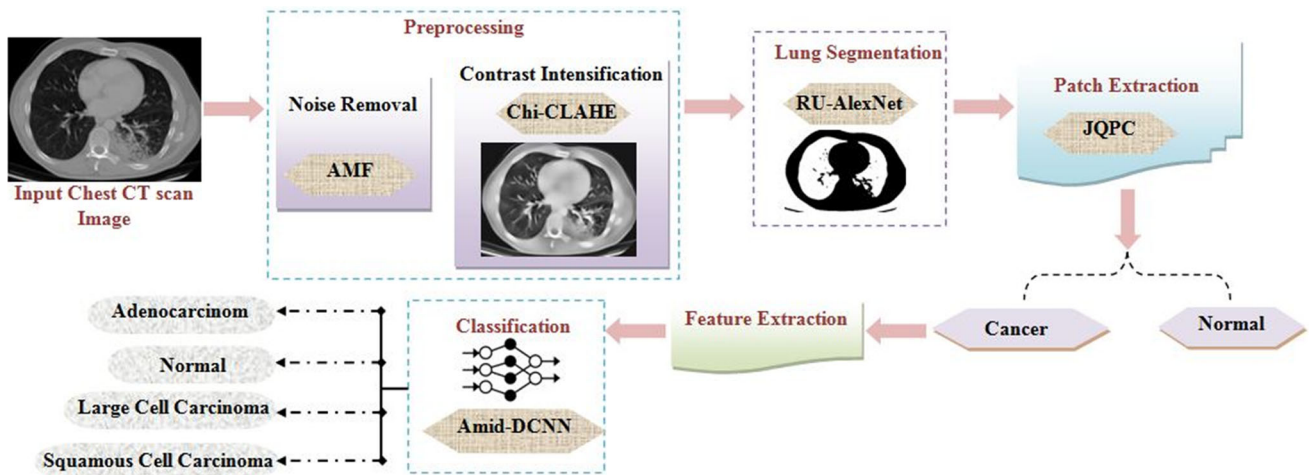 Preprocessing
Noise Removal
AMF
Contrast Intensification
Chi-CLAHE
Lung Segmentation
RU-AlexNet
Patch Extraction
JQPC
Input Chest CT scan
Image
Cancer
Normal
Feature Extraction
Classification
Amid-DCNN
Adenocarcinom
Normal
Large Cell Carcinoma
Squamous Cell Carcinoma